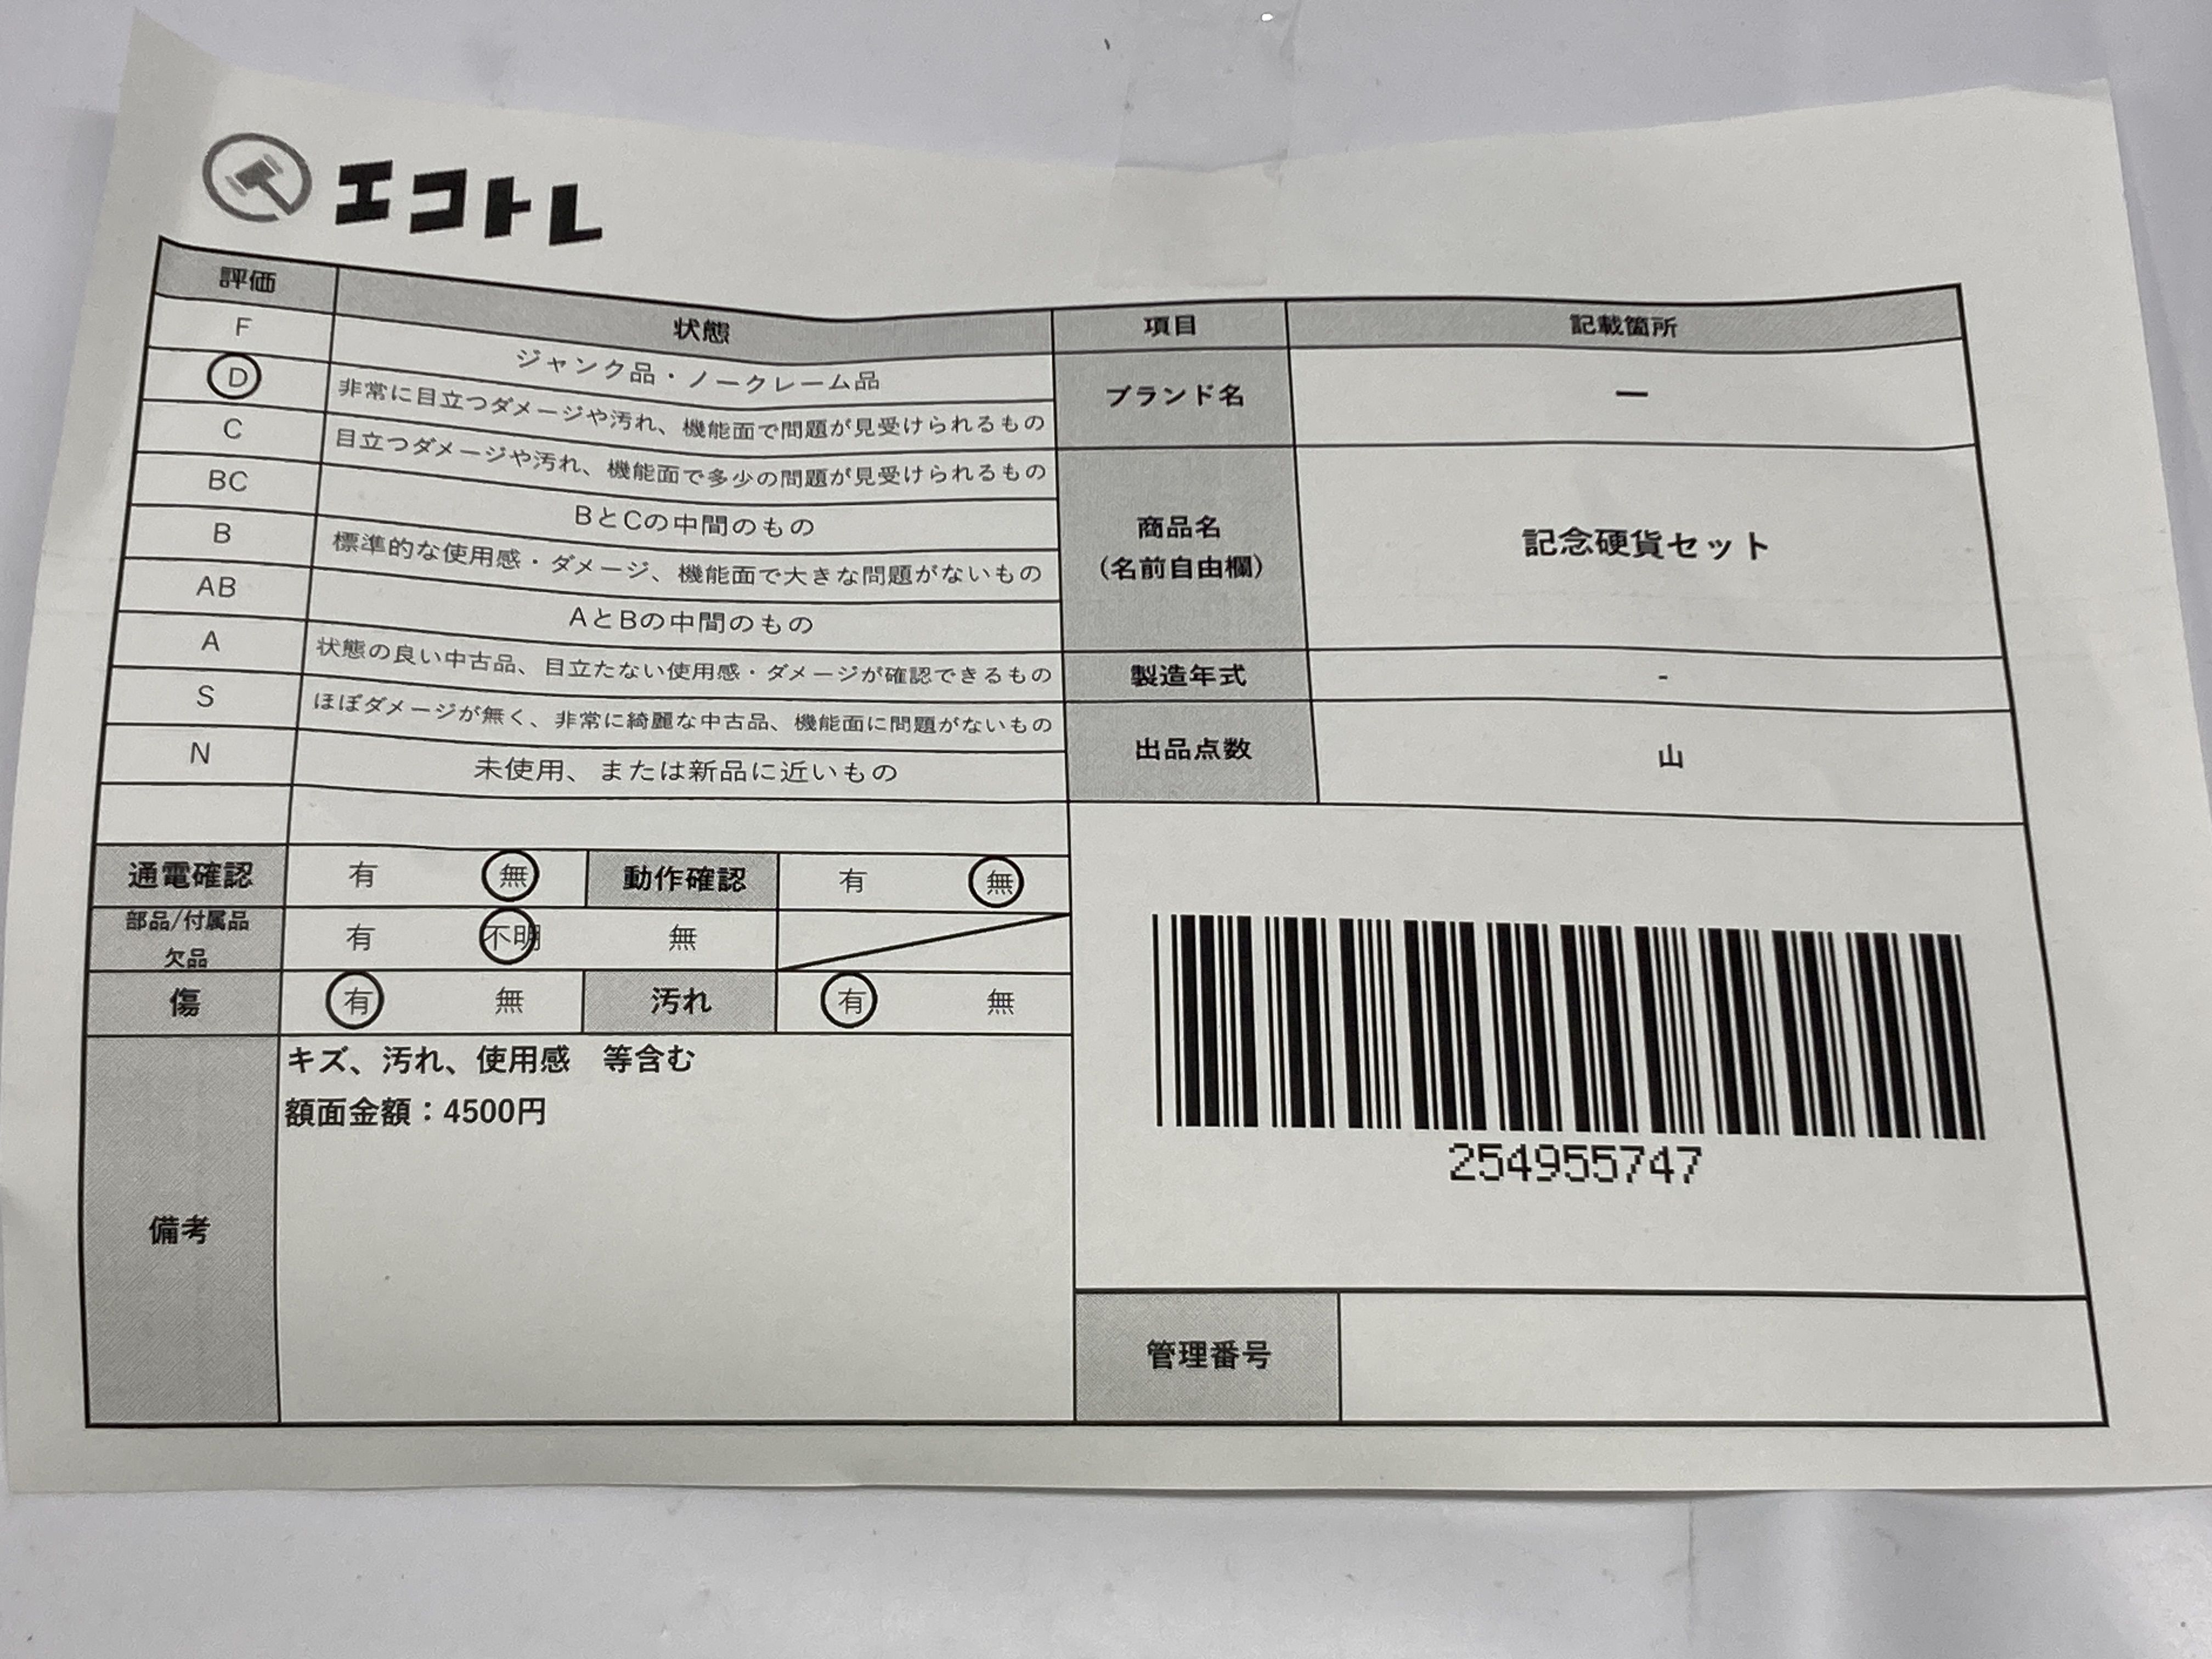 エコトレ
評価 状態 項目 記載箇所
F ジャンク品・ノークレーム品
D 非常に目立つダメージや汚れ、機能面で問題が見受けられるもの
C 目立つダメージや汚れ、機能面で多少の問題が見受けられるもの
BC BとCの中間のもの
B 標準的な使用感・ダメージ、機能面で大きな問題がないもの
AB AとBの中間のもの
A 状態の良い中古品、目立たない使用感・ダメージが確認できるもの
S ほぼダメージが無く、非常に綺麗な中古品、機能面に問題がないもの
N 未使用、または新品に近いもの
ブランド名 ー
商品名
（名前自由欄）
記念硬貨セット
製造年式 -
出品点数 山
通電確認 有 無 動作確認 有 無
部品/付属品
欠品
有 不明 無
傷 有 無 汚れ 有 無
備考
キズ、汚れ、使用感　等含む
額面金額：4500円
254955747
管理番号